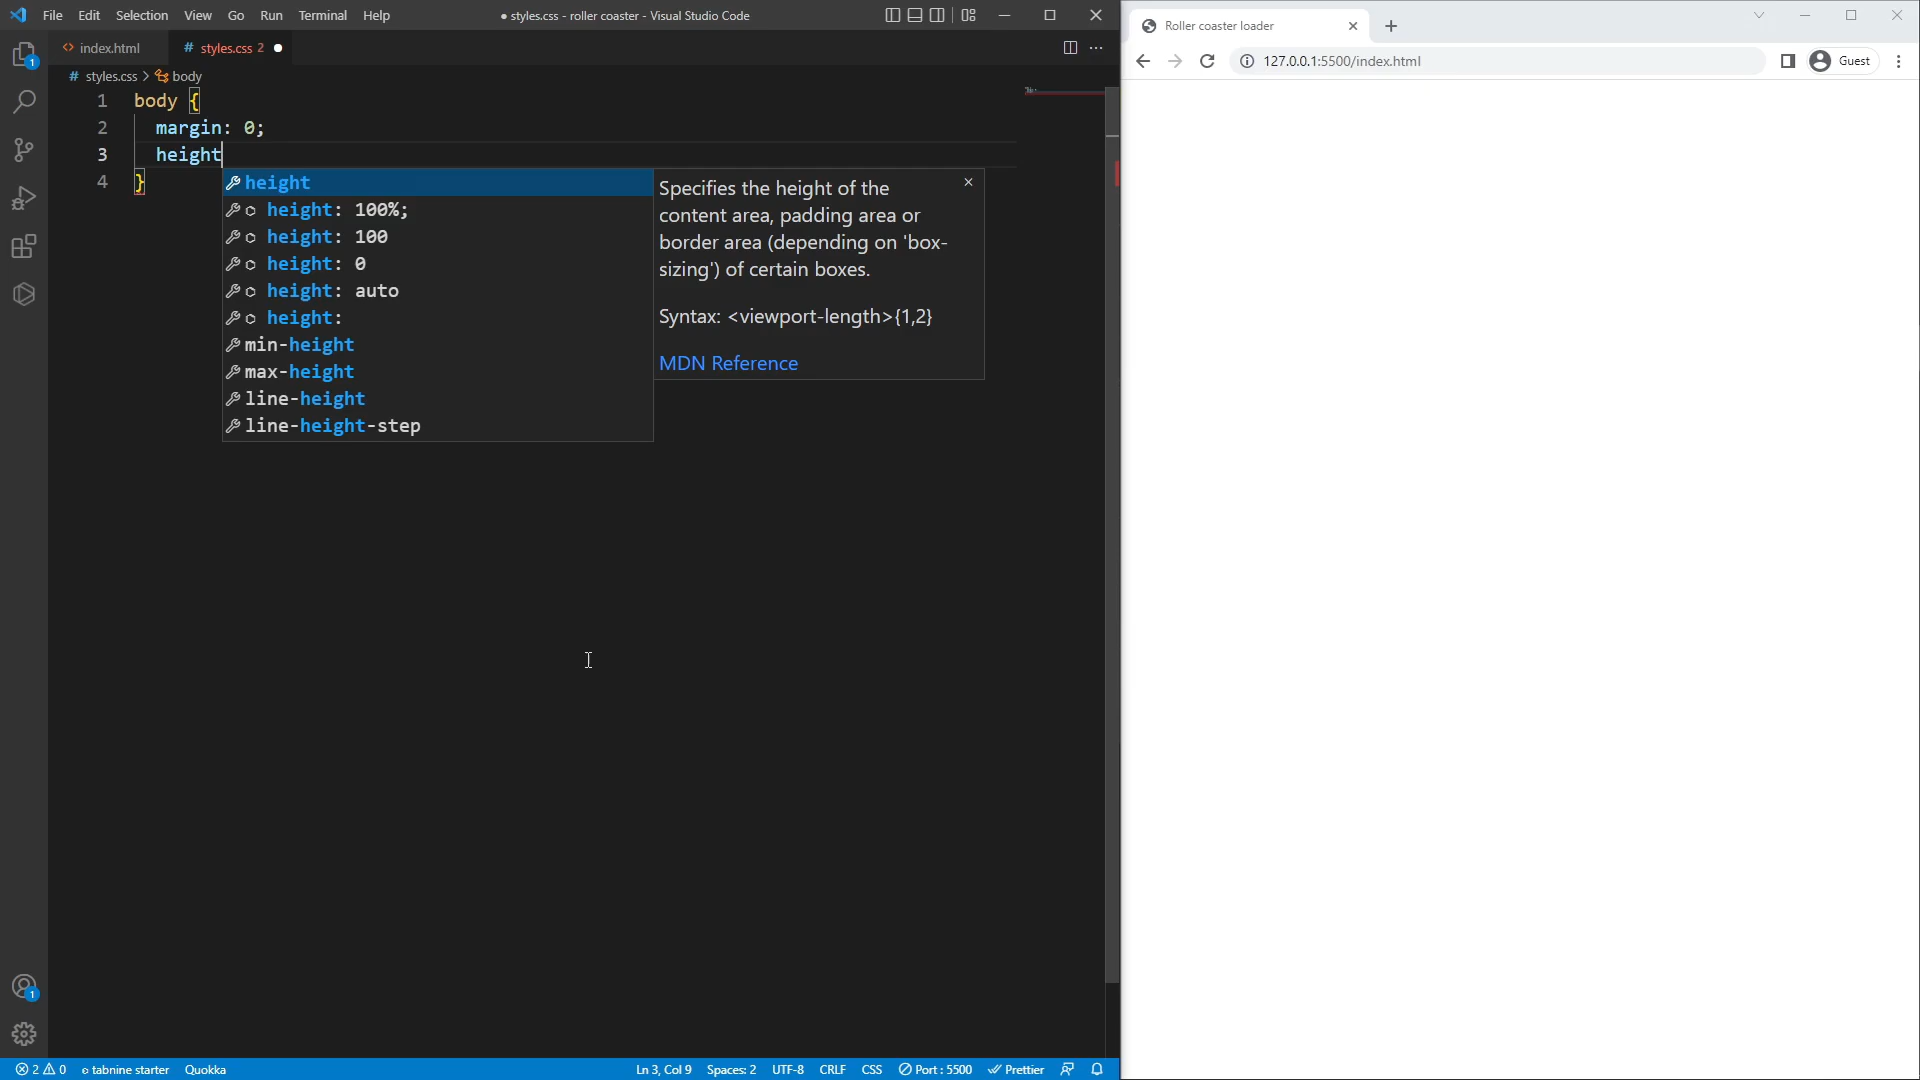 File Edit Selection View Go Run Terminal Help
● styles.css - roller coaster - Visual Studio Code
<> index.html
# styles.css 2 ●
# styles.css > body
1 body {
2 margin: 0;
3 height
4 }
height
height: 100%;
height: 100
height: 0
height: auto
height:
min-height
max-height
line-height
line-height-step
Specifies the height of the
content area, padding area or
border area (depending on 'box-
sizing') of certain boxes.
Syntax: <viewport-length>{1,2}
MDN Reference
1
1
2 0 tabnine starter Quokka
Ln 3, Col 9 Spaces: 2 UTF-8 CRLF CSS Port : 5500 Prettier
Roller coaster loader
127.0.0.1:5500/index.html
Guest